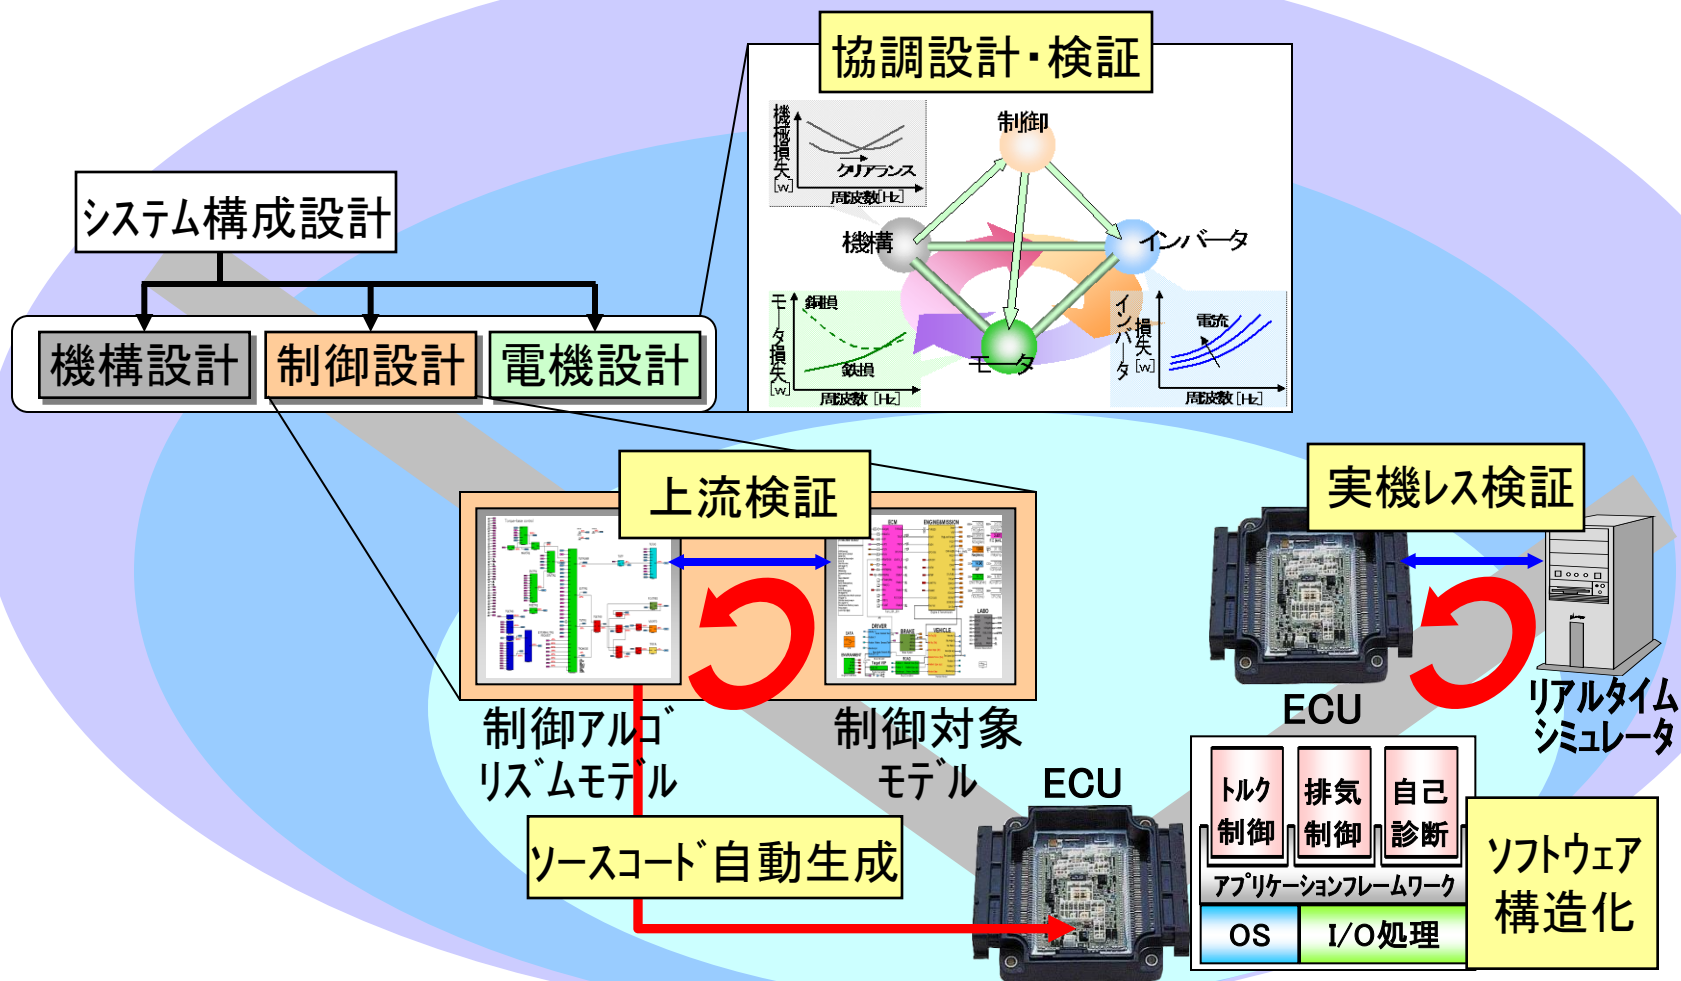 協調設計・検証
機械損失[W]
クリアランス
周波数[Hz]
制御
機構
インバータ
モータ
モータ損失[W]
銅損
鉄損
周波数 [Hz]
インバータ
損失[W]
電流
周波数 [Hz]
システム構成設計
機構設計
制御設計
電機設計
上流検証
実機レス検証
ECM
DRIVER
BRAKE
VEHICLE
LABO
制御アルゴ
リズムモデル
制御対象
モデル
ECU
リアルタイム
シミュレータ
ECU
ソースコード自動生成
トルク
制御
排気
制御
自己
診断
アプリケーションフレームワーク
OS
I/O処理
ソフトウェア
構造化